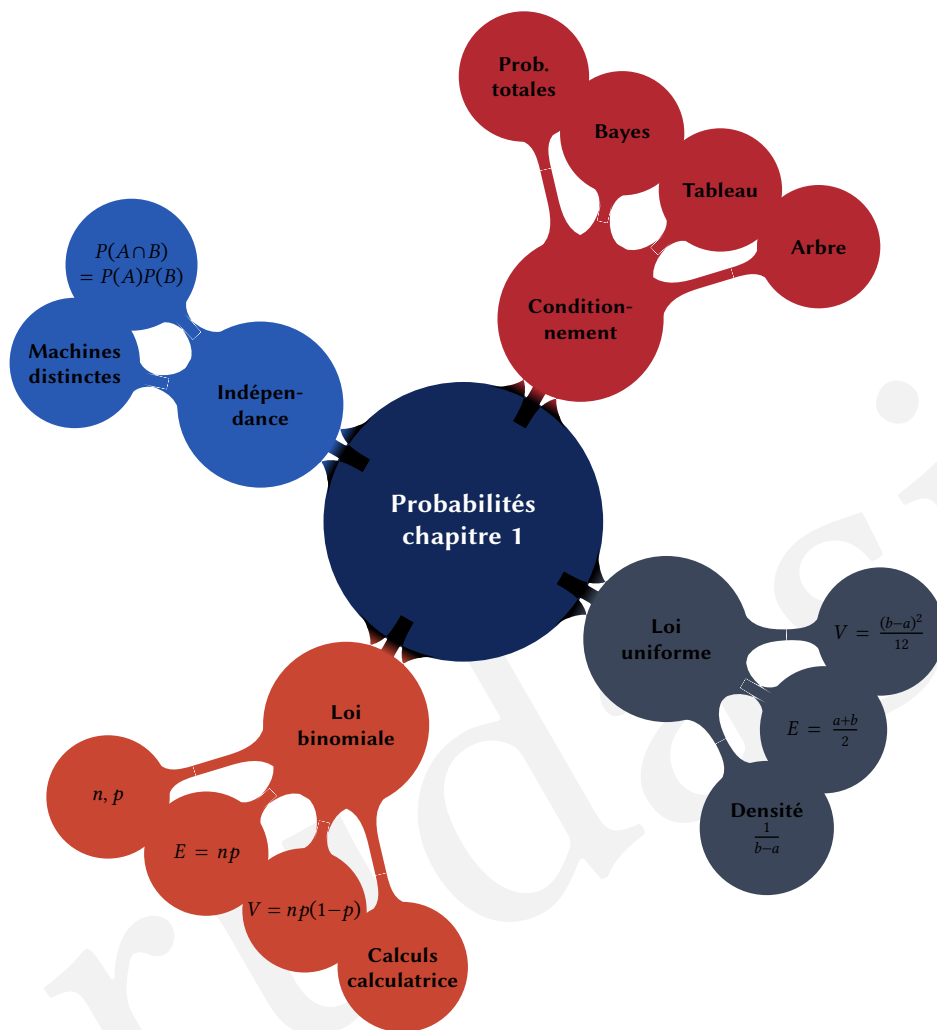 Prob.
totales
Bayes
Tableau
Arbre
Condition-
nement
P(A∩B)
= P(A)P(B)
Machines
distinctes
Indépen-
dance
Probabilités
chapitre 1
Loi
uniforme
V = (b−a)²/12
E = a+b/2
Densité
1/b−a
Loi
binomiale
n, p
E = np
V = np(1−p)
Calculs
calculatrice